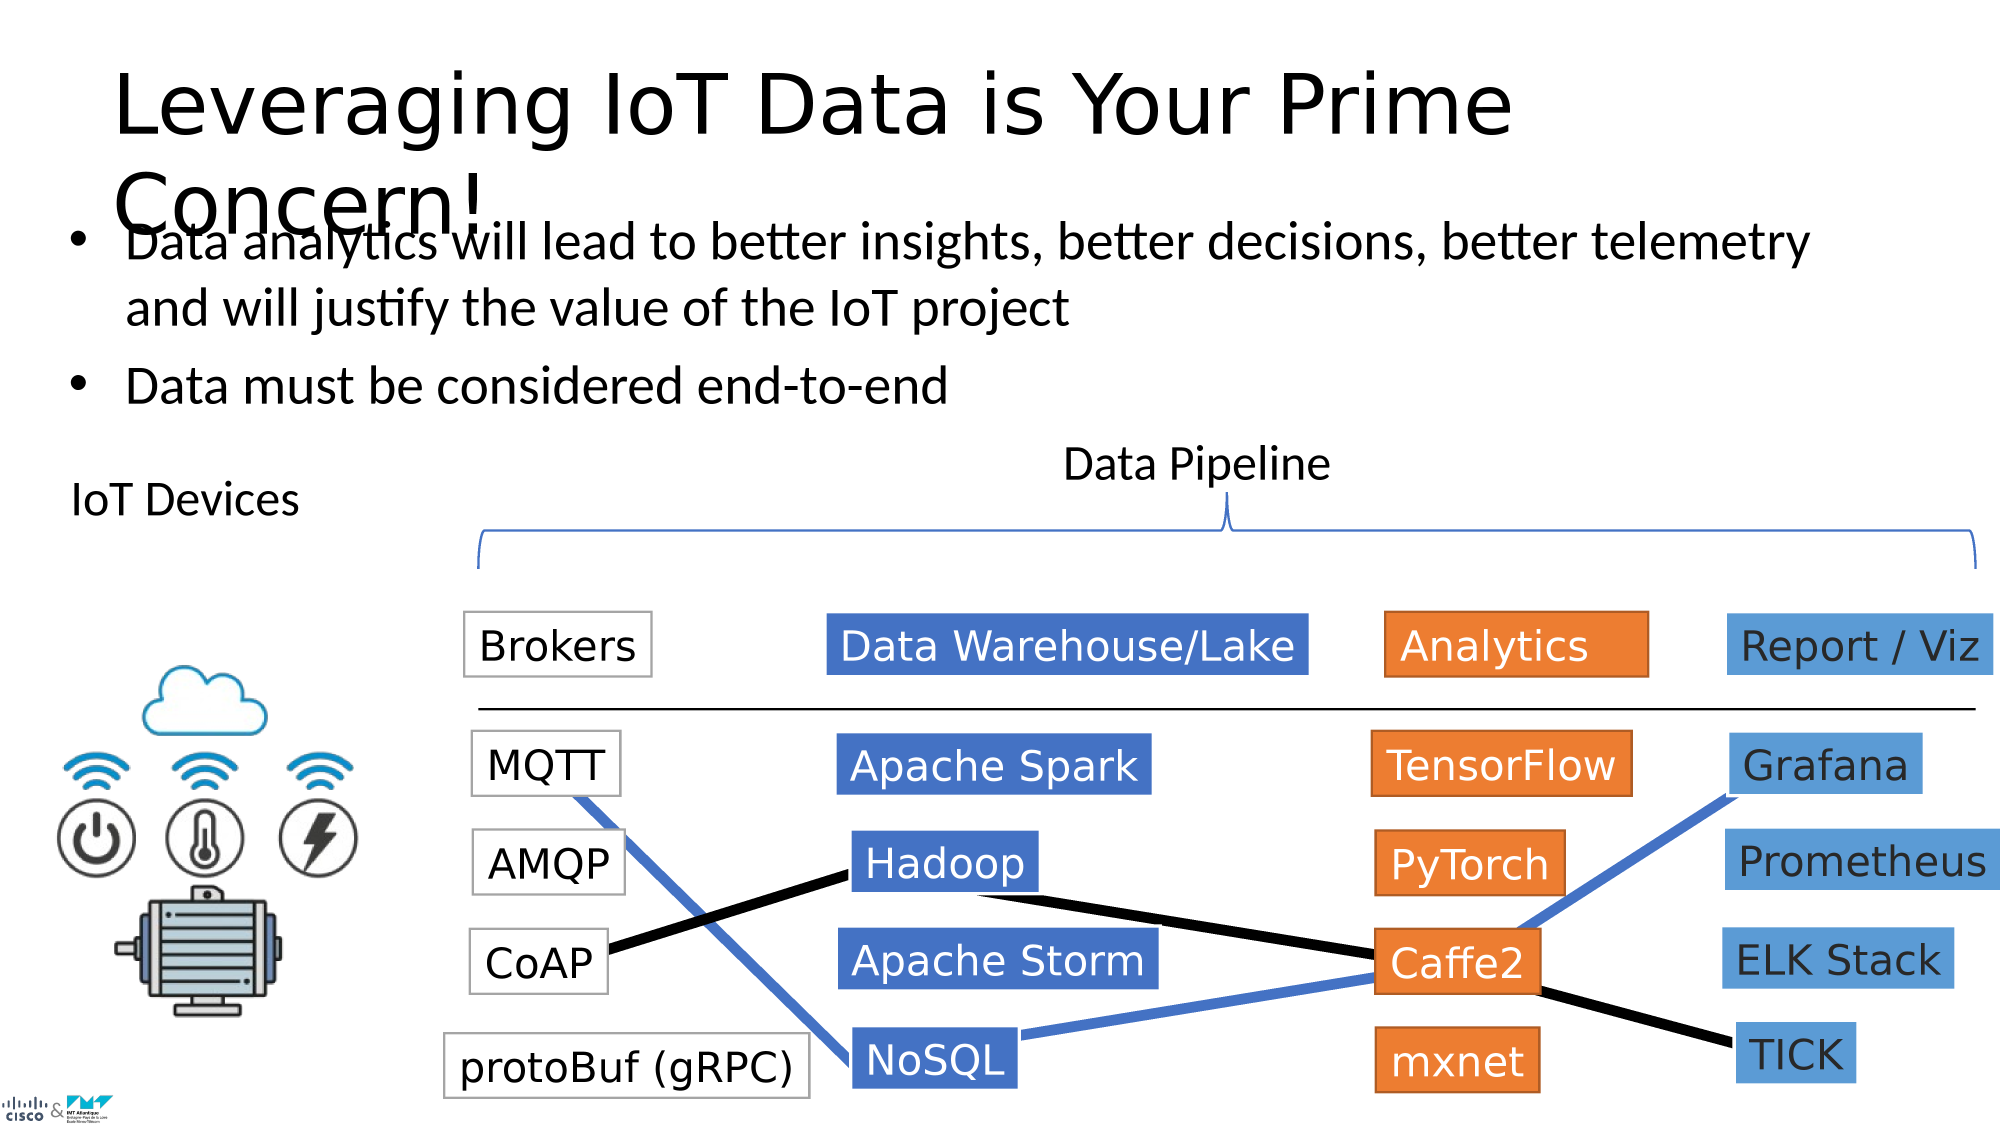 Leveraging IoT Data is Your Prime
Concern!
• Data analytics will lead to better insights, better decisions, better telemetry
and will justify the value of the IoT project
• Data must be considered end-to-end
Data Pipeline
IoT Devices
Brokers Data Warehouse/Lake Analytics Report / Viz
MQTT Apache Spark TensorFlow Grafana
AMQP Hadoop PyTorch Prometheus
CoAP Apache Storm Caffe2 ELK Stack
protoBuf (gRPC) NoSQL mxnet TICK
CISCO & IMT Atlantique